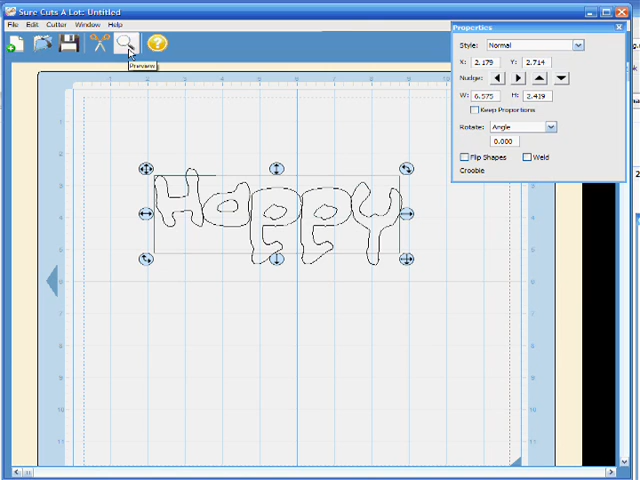 Sure Cuts A Lot: Untitled
File Edit Cutter Window Help
Preview
Properties
Style: Normal
X: 2.179 Y: 2.714
Nudge:
W: 6.575 H: 2.419
Keep Proportions
Rotate: Angle
0.000
Flip Shapes Weld
Croobie
Happy